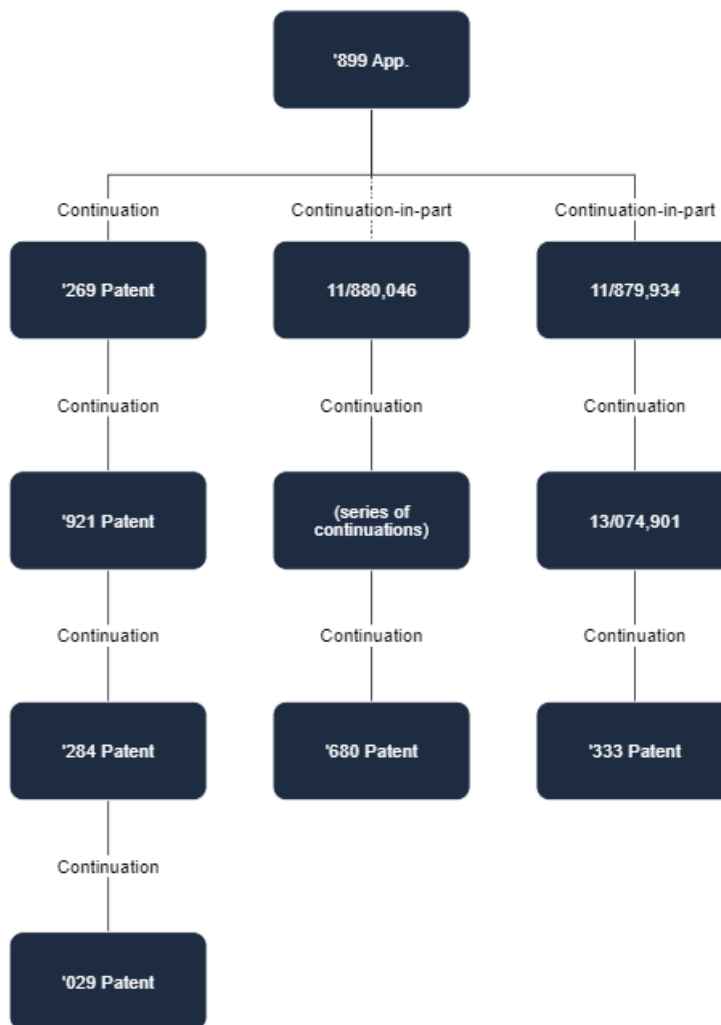 '899 App.
Continuation
Continuation-in-part
Continuation-in-part
'269 Patent
11/880,046
11/879,934
Continuation
Continuation
Continuation
'921 Patent
(series of
continuations)
13/074,901
Continuation
Continuation
Continuation
'284 Patent
'680 Patent
'333 Patent
Continuation
'029 Patent